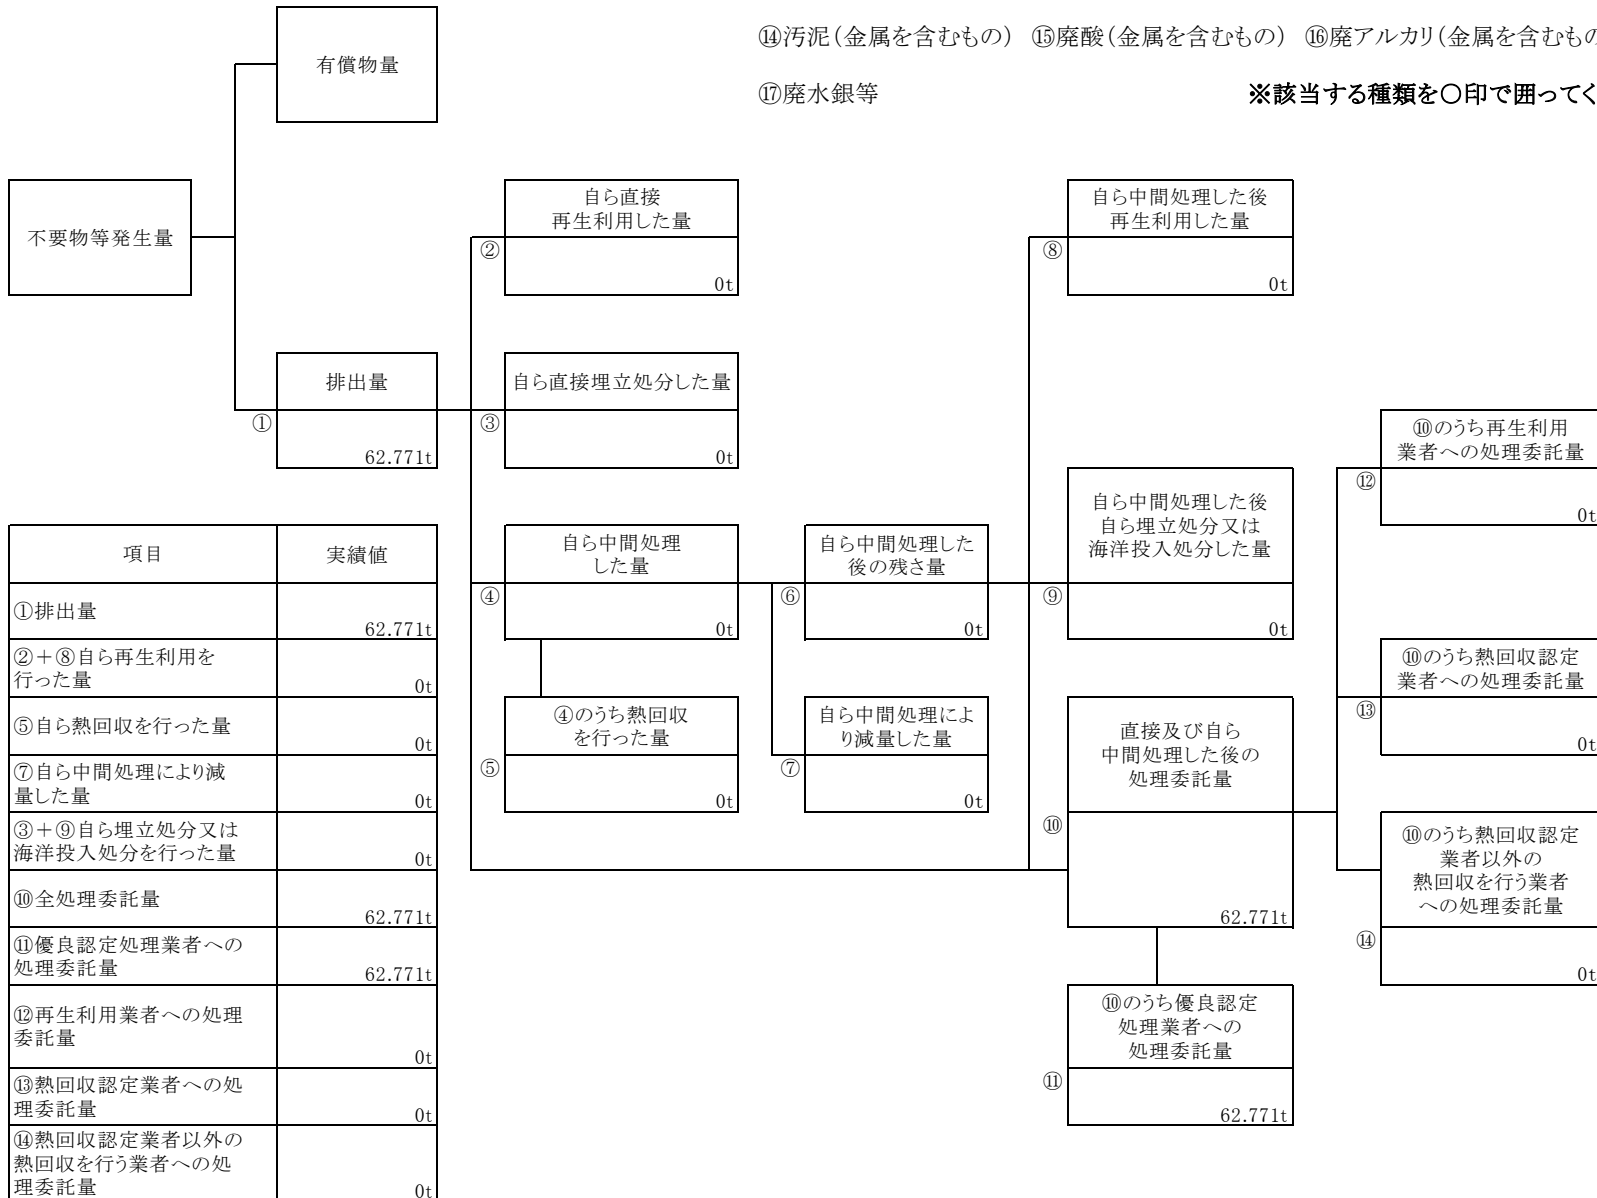 ⑭汚泥(金属を含むもの) ⑮廃酸(金属を含むもの) ⑯廃アルカリ(金属を含むもの
有償物量
⑰廃水銀等
※該当する種類を○印で囲ってく
不要物等発生量
自ら直接
再生利用した量
②
0t
自ら中間処理した後
再生利用した量
⑧
0t
排出量
①
62.771t
自ら直接埋立処分した量
③
0t
⑩のうち再生利用
業者への処理委託量
⑫
0t
自ら中間処理
した量
④
0t
自ら中間処理した
後の残さ量
⑥
0t
自ら中間処理した後
自ら埋立処分又は
海洋投入処分した量
⑨
0t
⑩のうち熱回収認定
業者への処理委託量
⑬
0t
④のうち熱回収
を行った量
⑤
0t
自ら中間処理によ
り減量した量
⑦
0t
直接及び自ら
中間処理した後の
処理委託量
⑩
62.771t
⑩のうち熱回収認定
業者以外の
熱回収を行う業者
への処理委託量
⑭
0t
⑩のうち優良認定
処理業者への
処理委託量
⑪
62.771t
項目 実績値
①排出量
62.771t
②+⑧自ら再生利用を
行った量
0t
⑤自ら熱回収を行った量
0t
⑦自ら中間処理により減
量した量
0t
③+⑨自ら埋立処分又は
海洋投入処分を行った量
0t
⑩全処理委託量
62.771t
⑪優良認定処理業者への
処理委託量
62.771t
⑫再生利用業者への処理
委託量
0t
⑬熱回収認定業者への処
理委託量
0t
⑭熱回収認定業者以外の
熱回収を行う業者への処
理委託量
0t